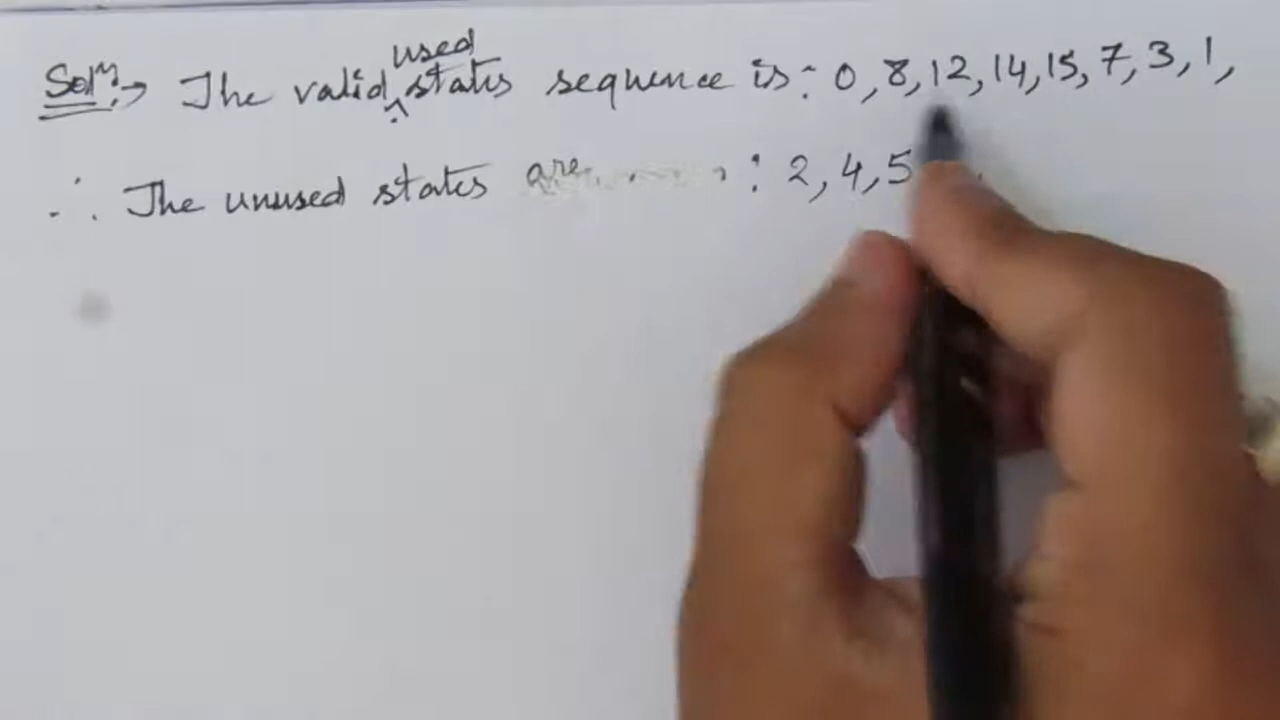 Solⁿ:→ The valid used states sequence is: 0, 8, 12, 14, 15, 7, 3, 1,
∴ The unused states are : 2, 4, 5